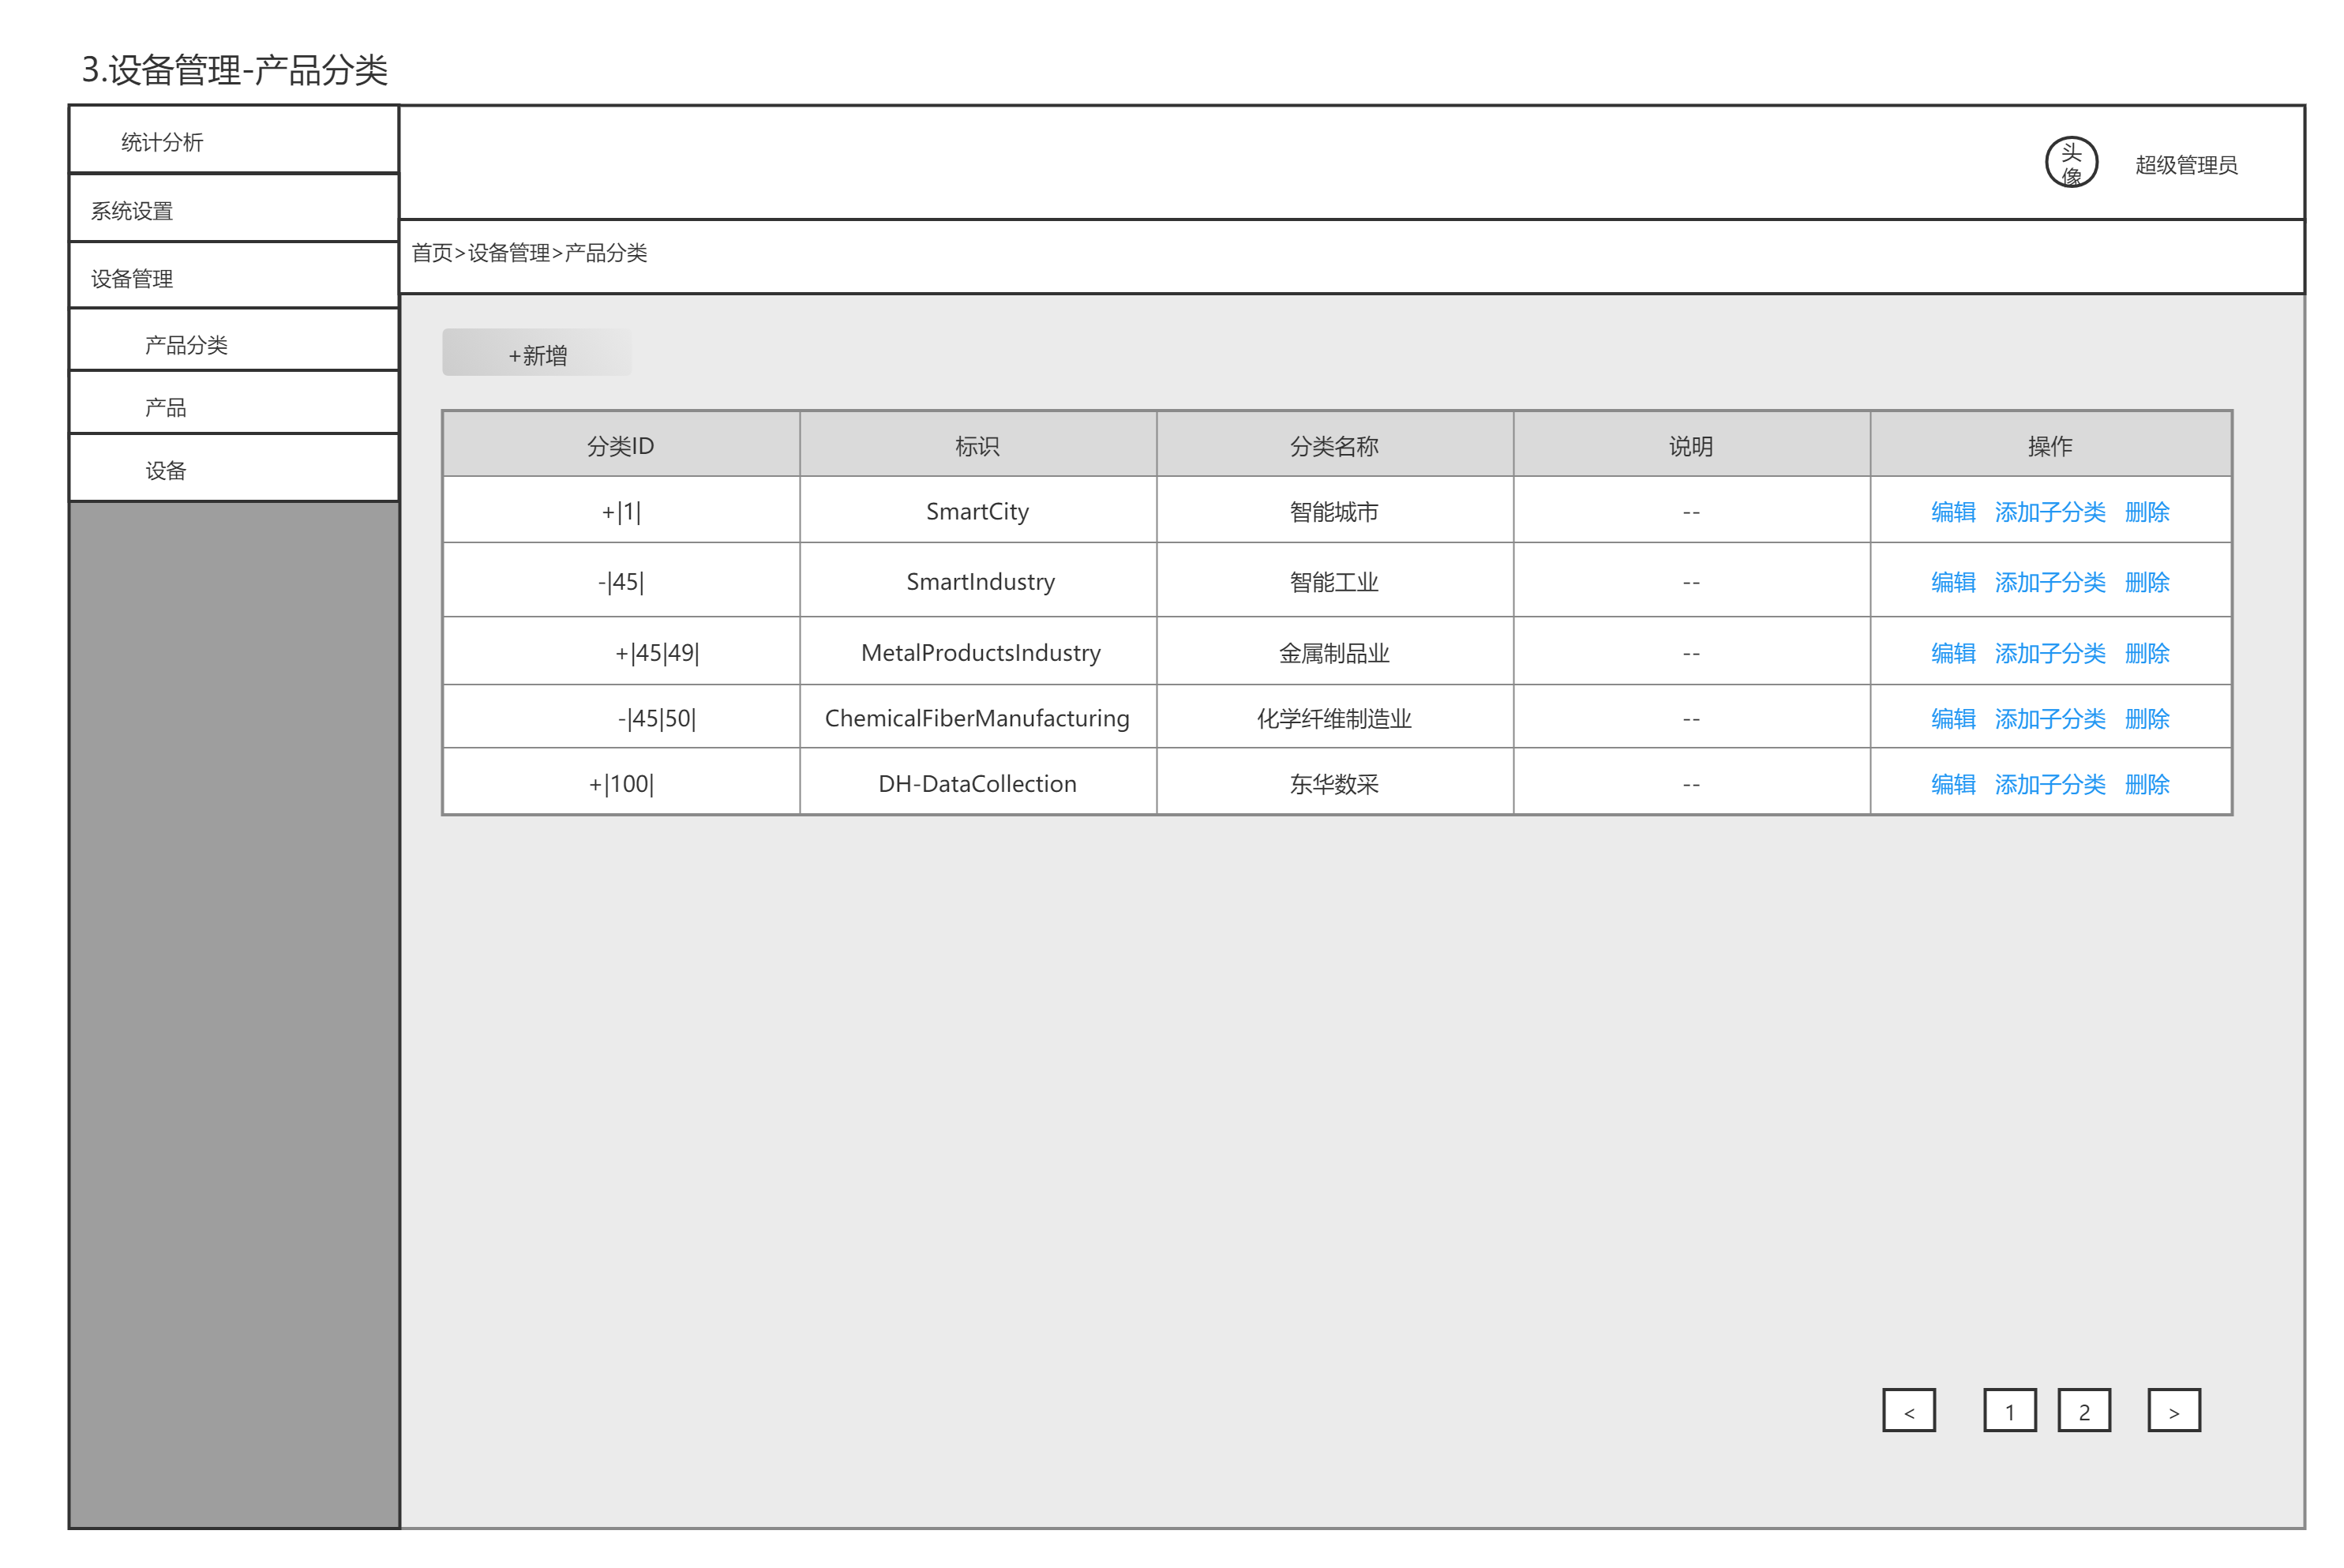 3.设备管理-产品分类
统计分析
系统设置
设备管理
产品分类
产品
设备
头
像
超级管理员
首页>设备管理>产品分类
+新增
分类ID 标识 分类名称 说明 操作
+|1| SmartCity 智能城市 -- 编辑 添加子分类 删除
-|45| SmartIndustry 智能工业 -- 编辑 添加子分类 删除
+|45|49| MetalProductsIndustry 金属制品业 -- 编辑 添加子分类 删除
-|45|50| ChemicalFiberManufacturing 化学纤维制造业 -- 编辑 添加子分类 删除
+|100| DH-DataCollection 东华数采 -- 编辑 添加子分类 删除
< 1 2 >